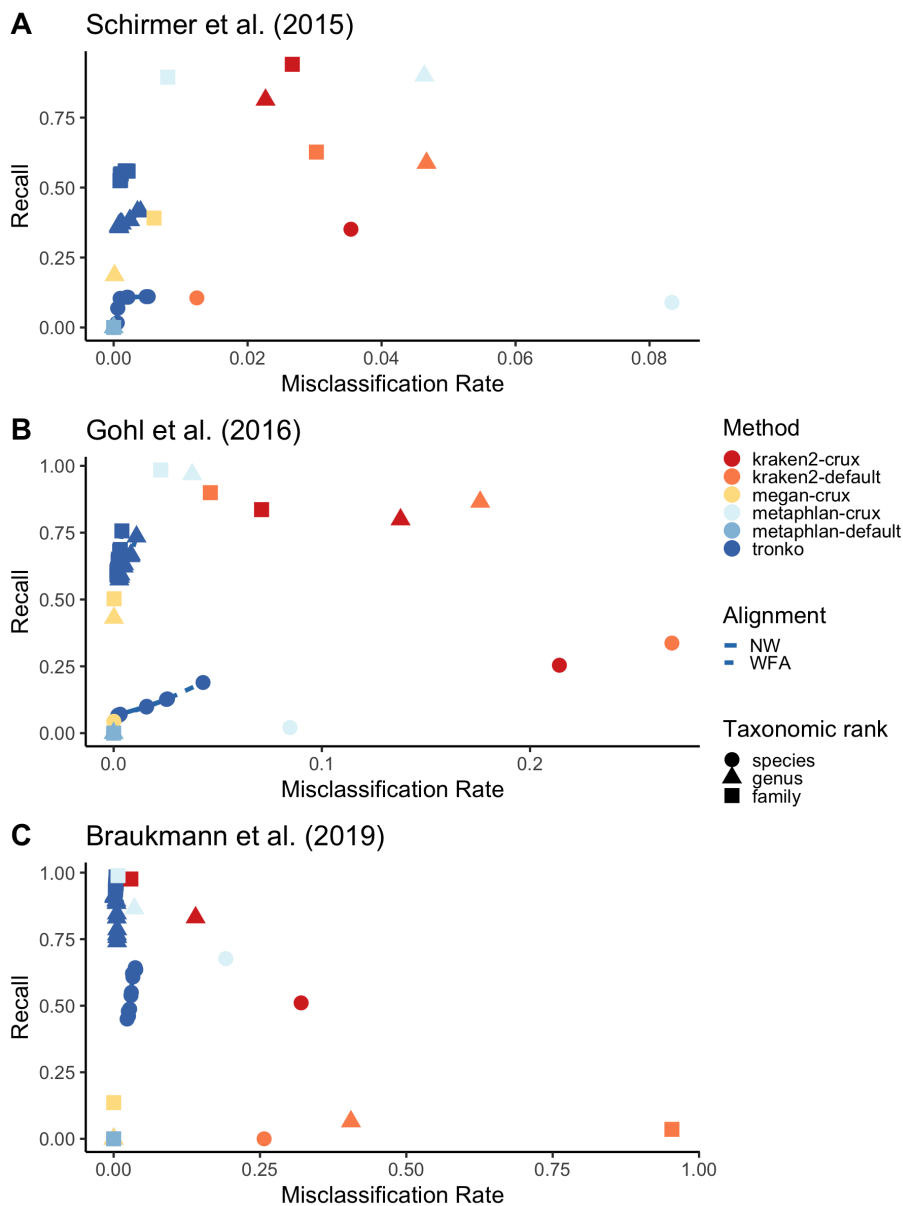 A Schirmer et al. (2015)
0.75
0.50
0.25
0.00
Recall
0.00 0.02 0.04 0.06 0.08
Misclassification Rate
B Gohl et al. (2016)
1.00
0.75
0.50
0.25
0.00
Recall
0.0 0.1 0.2
Misclassification Rate
Method
kraken2-crux
kraken2-default
megan-crux
metaphlan-crux
metaphlan-default
tronko
Alignment
NW
WFA
Taxonomic rank
species
genus
family
C Braukmann et al. (2019)
1.00
0.75
0.50
0.25
0.00
Recall
0.00 0.25 0.50 0.75 1.00
Misclassification Rate